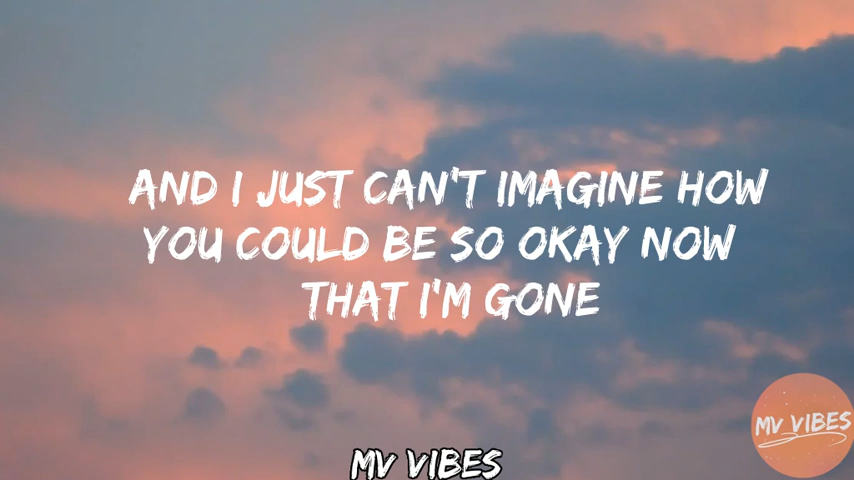 AND I JUST CAN'T IMAGINE HOW
YOU COULD BE SO OKAY NOW
THAT I'M GONE
MV VIBES
MV VIBES